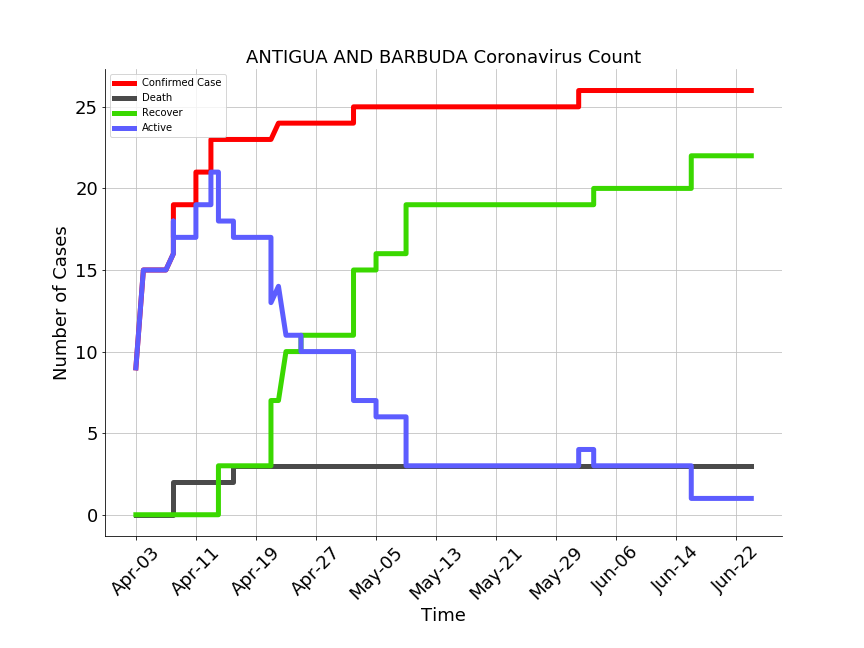 ANTIGUA AND BARBUDA Coronavirus Count
Confirmed Case
Death
Recover
Active
Number of Cases
25
20
15
10
5
0
Apr-03
Apr-11
Apr-19
Apr-27
May-05
May-13
May-21
May-29
Jun-06
Jun-14
Jun-22
Time